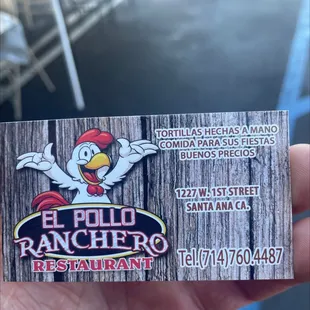 TORTILLAS HECHAS A MANO
COMIDA PARA SUS FIESTAS
BUENOS PRECIOS
1227 W. 1ST STREET
SANTA ANA CA.
EL POLLO
RANCHERO
RESTAURANT
Tel.(714)760.4487